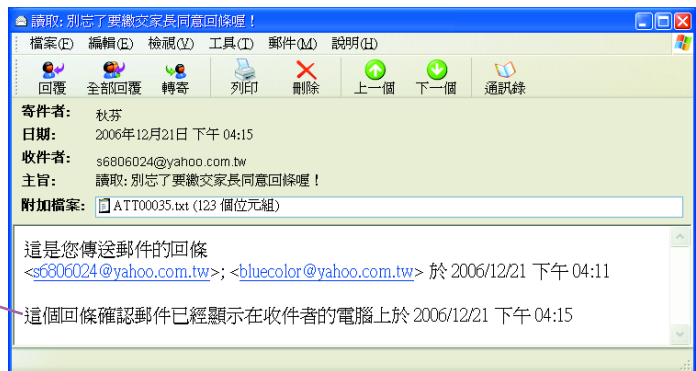 讀取: 別忘了要繳交家長同意回條喔！
檔案(F) 編輯(E) 檢視(V) 工具(T) 郵件(M) 說明(H)
回覆 全部回覆 轉寄 列印 刪除 上一個 下一個 通訊錄
寄件者: 秋芬
日期: 2006年12月21日 下午 04:15
收件者: s6806024@yahoo.com.tw
主旨: 讀取: 別忘了要繳交家長同意回條喔！
附加檔案: ATT00035.txt (123 個位元組)
這是您傳送郵件的回條
<s6806024@yahoo.com.tw>; <bluecolor@yahoo.com.tw> 於 2006/12/21 下午 04:11
這個回條確認郵件已經顯示在收件者的電腦上於 2006/12/21 下午 04:15